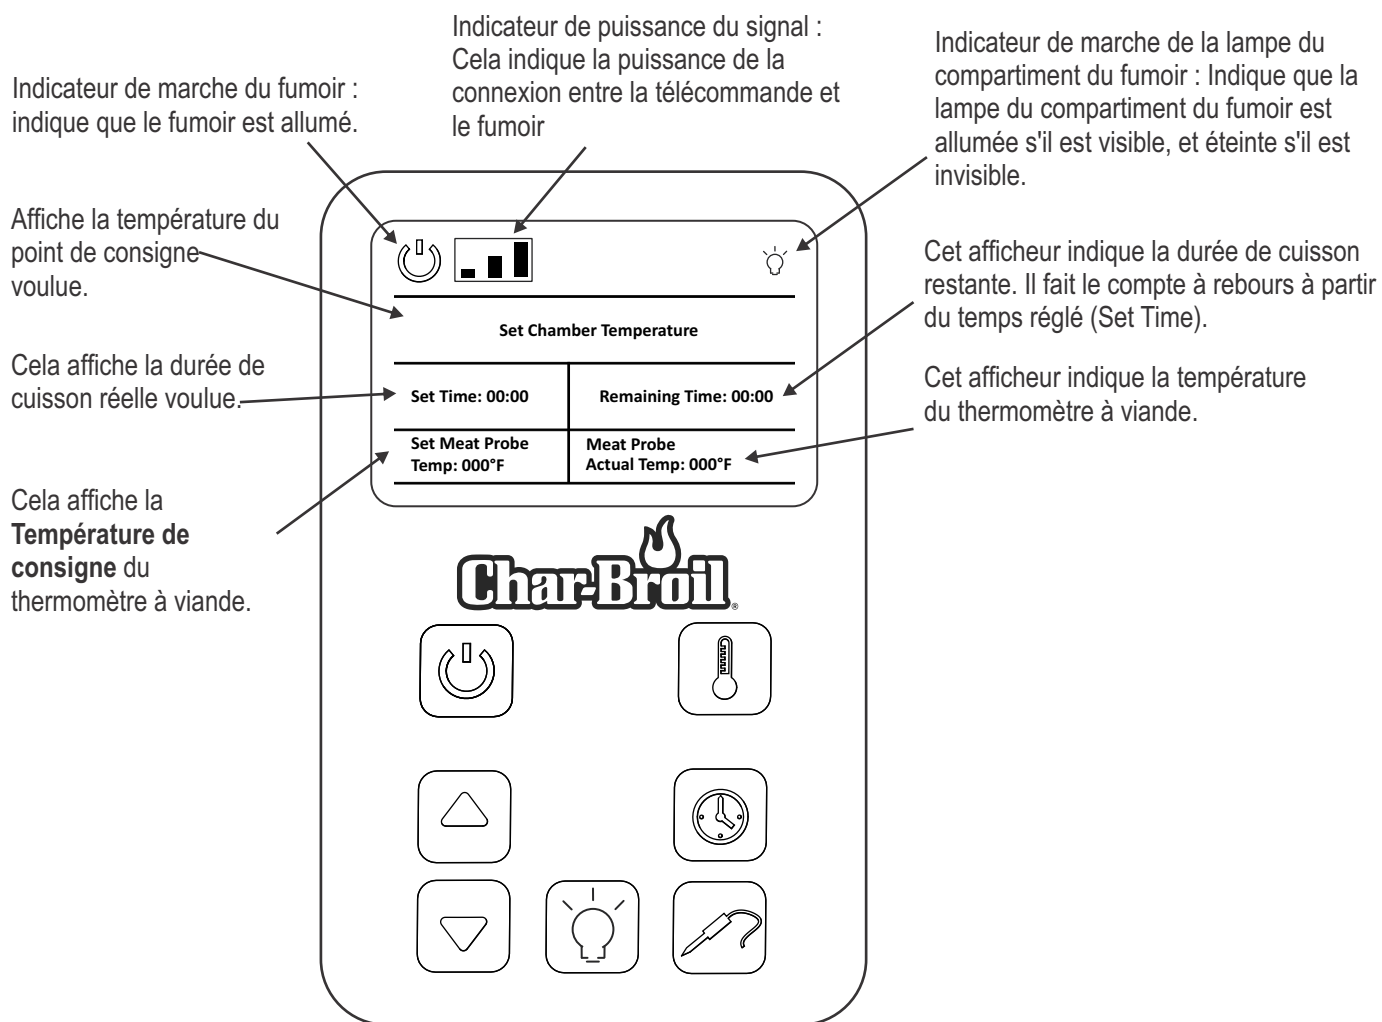 Indicateur de puissance du signal :
Cela indique la puissance de la
connexion entre la télécommande et
le fumoir
Indicateur de marche de la lampe du
compartiment du fumoir : Indique que la
lampe du compartiment du fumoir est
allumée s'il est visible, et éteinte s'il est
invisible.
Indicateur de marche du fumoir :
indique que le fumoir est allumé.
Affiche la température du
point de consigne
voulue.
Cet afficheur indique la durée de cuisson
restante. Il fait le compte à rebours à partir
du temps réglé (Set Time).
Set Chamber Temperature
Cela affiche la durée de
cuisson réelle voulue.
Set Time: 00:00
Remaining Time: 00:00
Cet afficheur indique la température
du thermomètre à viande.
Set Meat Probe
Temp: 000°F
Meat Probe
Actual Temp: 000°F
Cela affiche la
Température de
consigne du
thermomètre à viande.
Char-Broil®